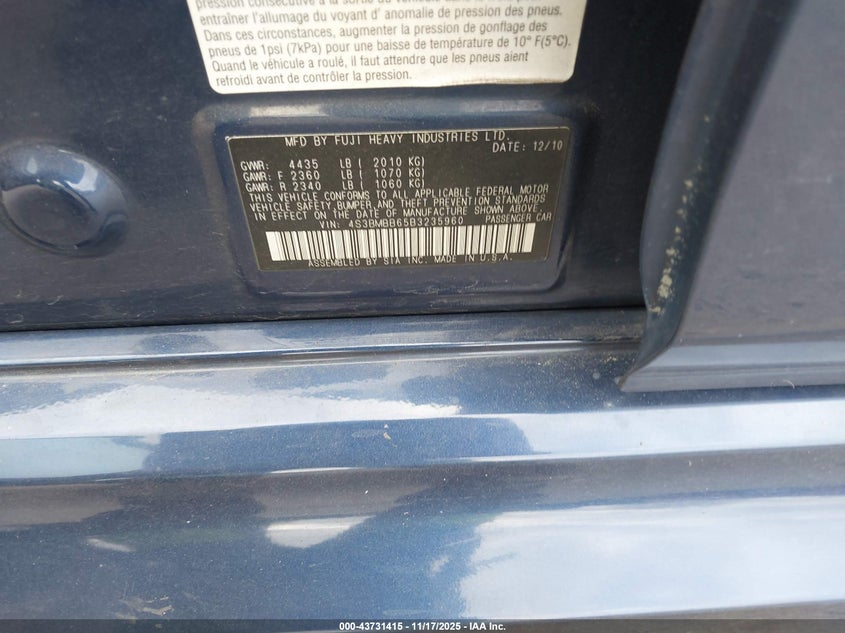 pression consécutive à la sortie du véhicule dans la
entraîner l'allumage du voyant d' anomalie de pression des pneus.
Dans ces circonstances, augmenter la pression de gonflage des
pneus de 1psi (7kPa) pour une baisse de température de 10° F(5°C).
Quand le véhicule a roulé, il faut attendre que les pneus aient
refroidi avant de contrôler la pression.
MFD BY FUJI HEAVY INDUSTRIES LTD.
DATE: 12/10
GVWR: 4435 LB ( 2010 KG)
GAWR: F 2360 LB ( 1070 KG)
GAWR: R 2340 LB ( 1060 KG)
THIS VEHICLE CONFORMS TO ALL APPLICABLE FEDERAL MOTOR
VEHICLE SAFETY,BUMPER,AND THEFT PREVENTION STANDARDS
IN EFFECT ON THE DATE OF MANUFACTURE SHOWN ABOVE.
VIN: 4S3BMBB65B3235960 PASSENGER CAR
ASSEMBLED BY SIA INC. MADE IN U.S.A.
000-43731415 - 11/17/2025 - IAA Inc.